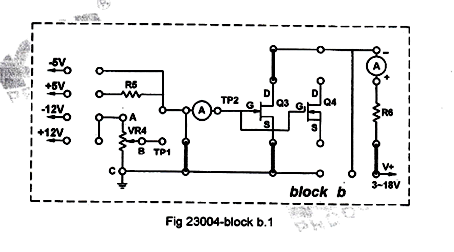 -5V
+5V R5
-12V
+12V
A
VR4
B TP1
C
A TP2
D
G Q3
S
D
G Q4
S
-
A
+
R6
V+
3~18V
block b
Fig 23004-block b.1